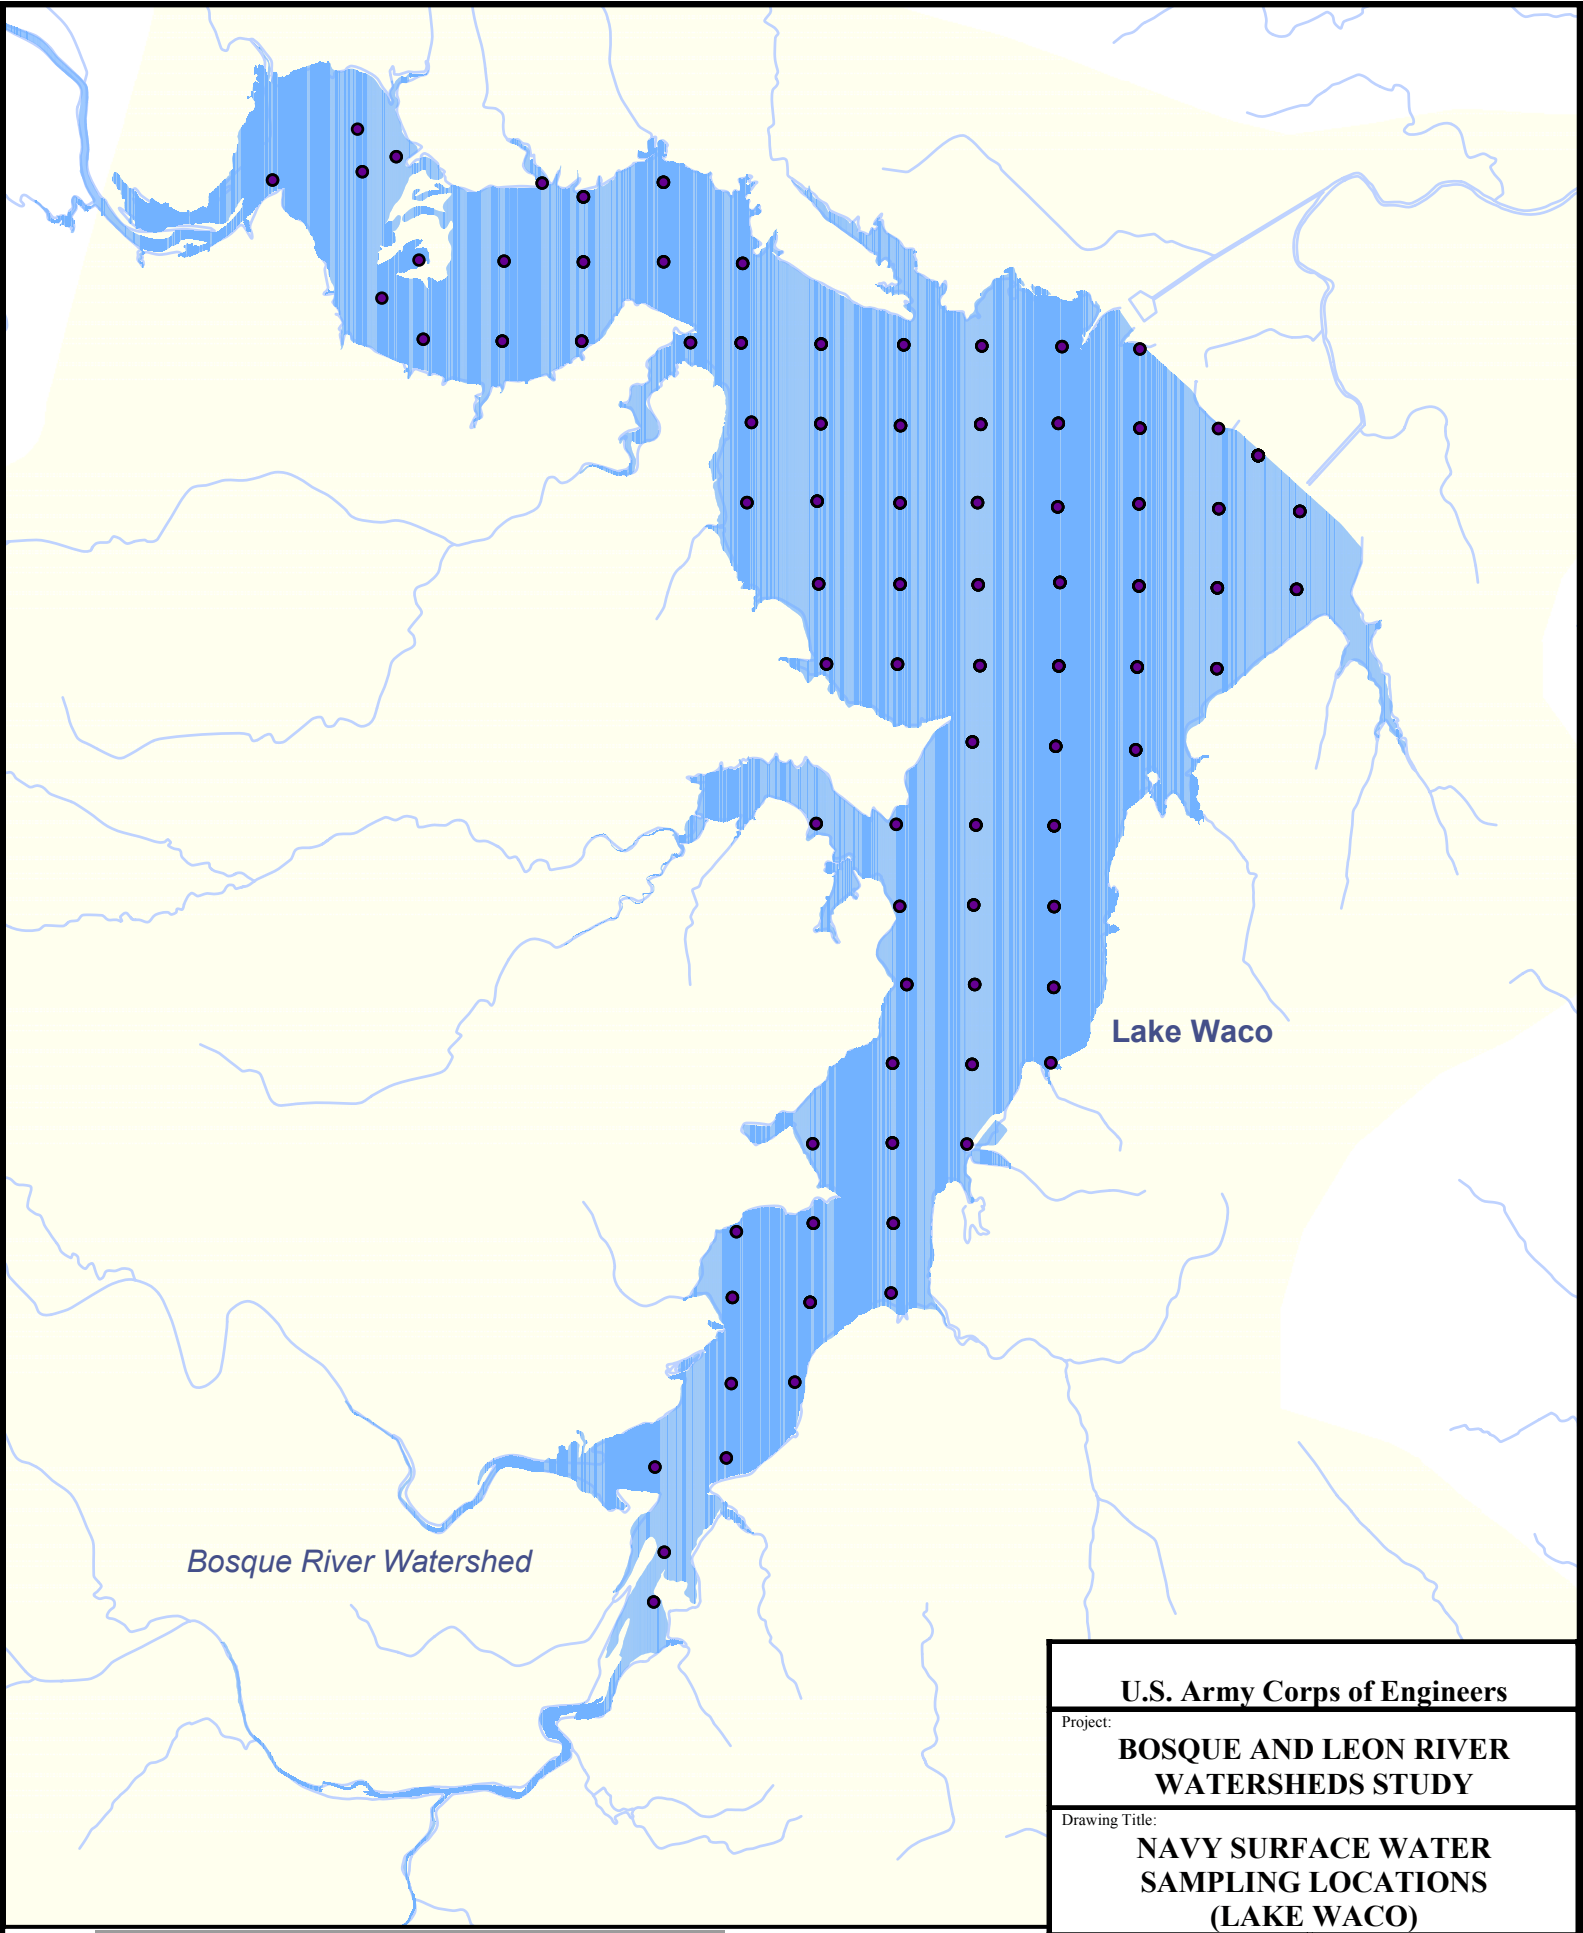 Lake Waco
Bosque River Watershed
U.S. Army Corps of Engineers
Project:
BOSQUE AND LEON RIVER
WATERSHEDS STUDY
Drawing Title:
NAVY SURFACE WATER
SAMPLING LOCATIONS
(LAKE WACO)